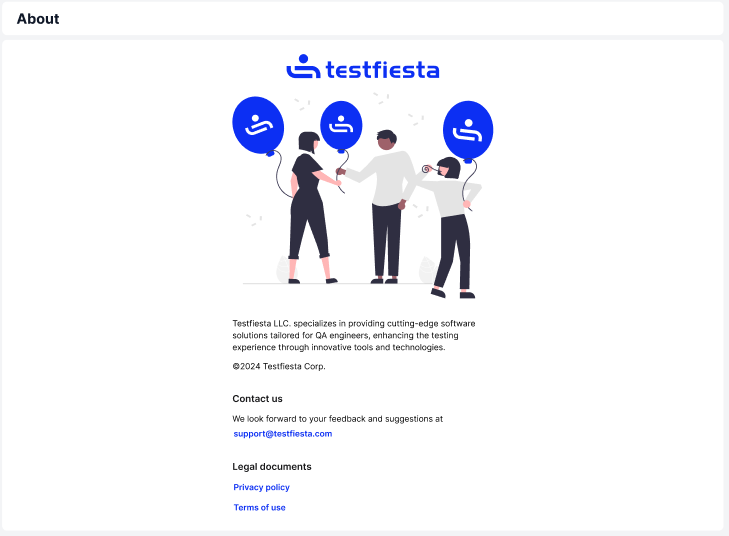 About
testfiesta
Testfiesta LLC. specializes in providing cutting-edge software
solutions tailored for QA engineers, enhancing the testing
experience through innovative tools and technologies.
©2024 Testfiesta Corp.
Contact us
We look forward to your feedback and suggestions at
support@testfiesta.com
Legal documents
Privacy policy
Terms of use